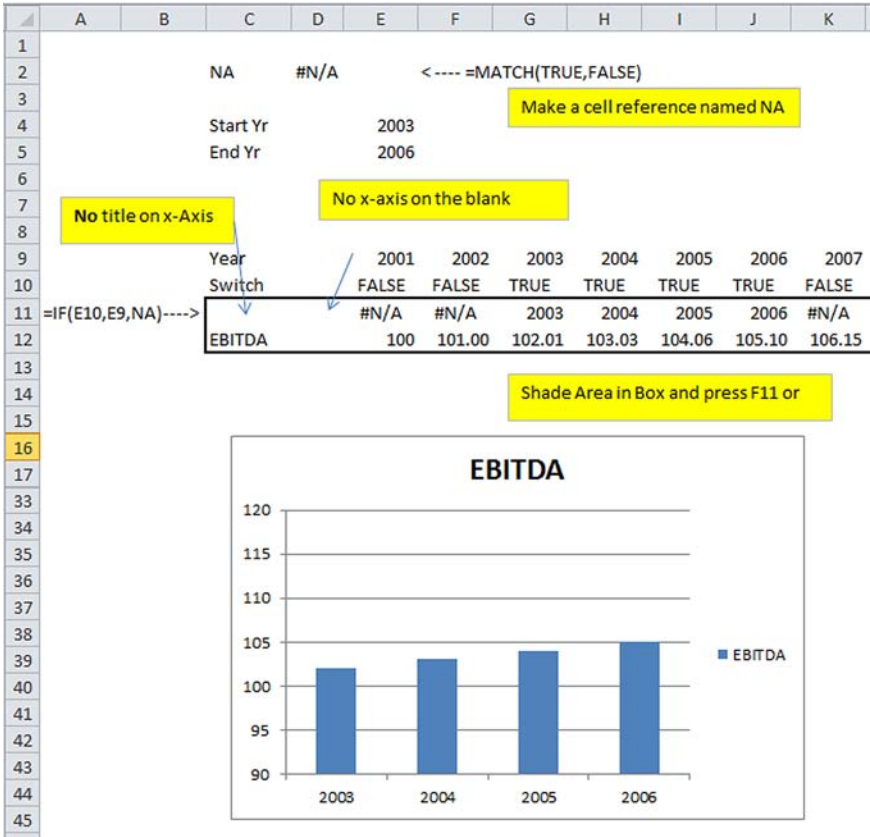 A B C D E F G H I J K
1
2 NA #N/A <---- =MATCH(TRUE,FALSE)
3 Make a cell reference named NA
4 Start Yr 2003
5 End Yr 2006
6
7 No x-axis on the blank
No title on x-Axis
8
9 Year 2001 2002 2003 2004 2005 2006 2007
10 Switch FALSE FALSE TRUE TRUE TRUE TRUE FALSE
11 =IF(E10,E9,NA)----> #N/A #N/A 2003 2004 2005 2006 #N/A
12 EBITDA 100 101.00 102.01 103.03 104.06 105.10 106.15
13
14 Shade Area in Box and press F11 or
15
16
17 EBITDA
33
34 120
35 115
36
37 110
38
39 105 EBITDA
40 100
41
42 95
43
44 90
2003 2004 2005 2006
45